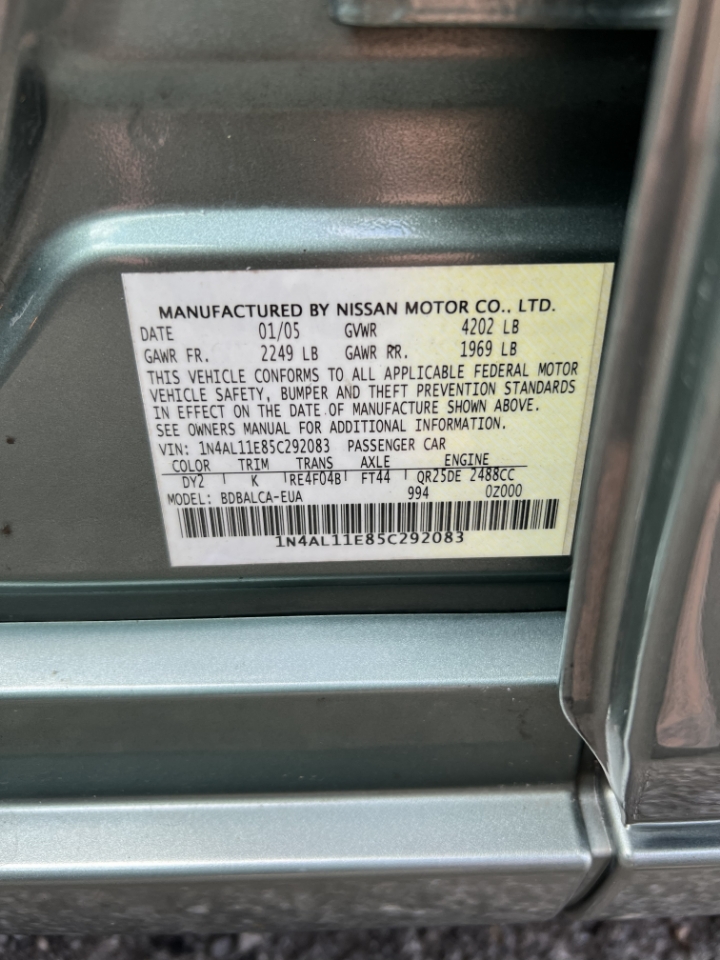 MANUFACTURED BY NISSAN MOTOR CO., LTD.
DATE 01/05 GVWR 4202 LB
GAWR FR. 2249 LB GAWR RR. 1969 LB
THIS VEHICLE CONFORMS TO ALL APPLICABLE FEDERAL MOTOR
VEHICLE SAFETY, BUMPER AND THEFT PREVENTION STANDARDS
IN EFFECT ON THE DATE OF MANUFACTURE SHOWN ABOVE.
SEE OWNERS MANUAL FOR ADDITIONAL INFORMATION.
VIN: 1N4AL11E85C292083 PASSENGER CAR
COLOR TRIM TRANS AXLE ENGINE
DY2 K RE4F04B FT44 QR25DE 2488CC
MODEL: BDBALCA-EUA 994 0Z000
1N4AL11E85C292083